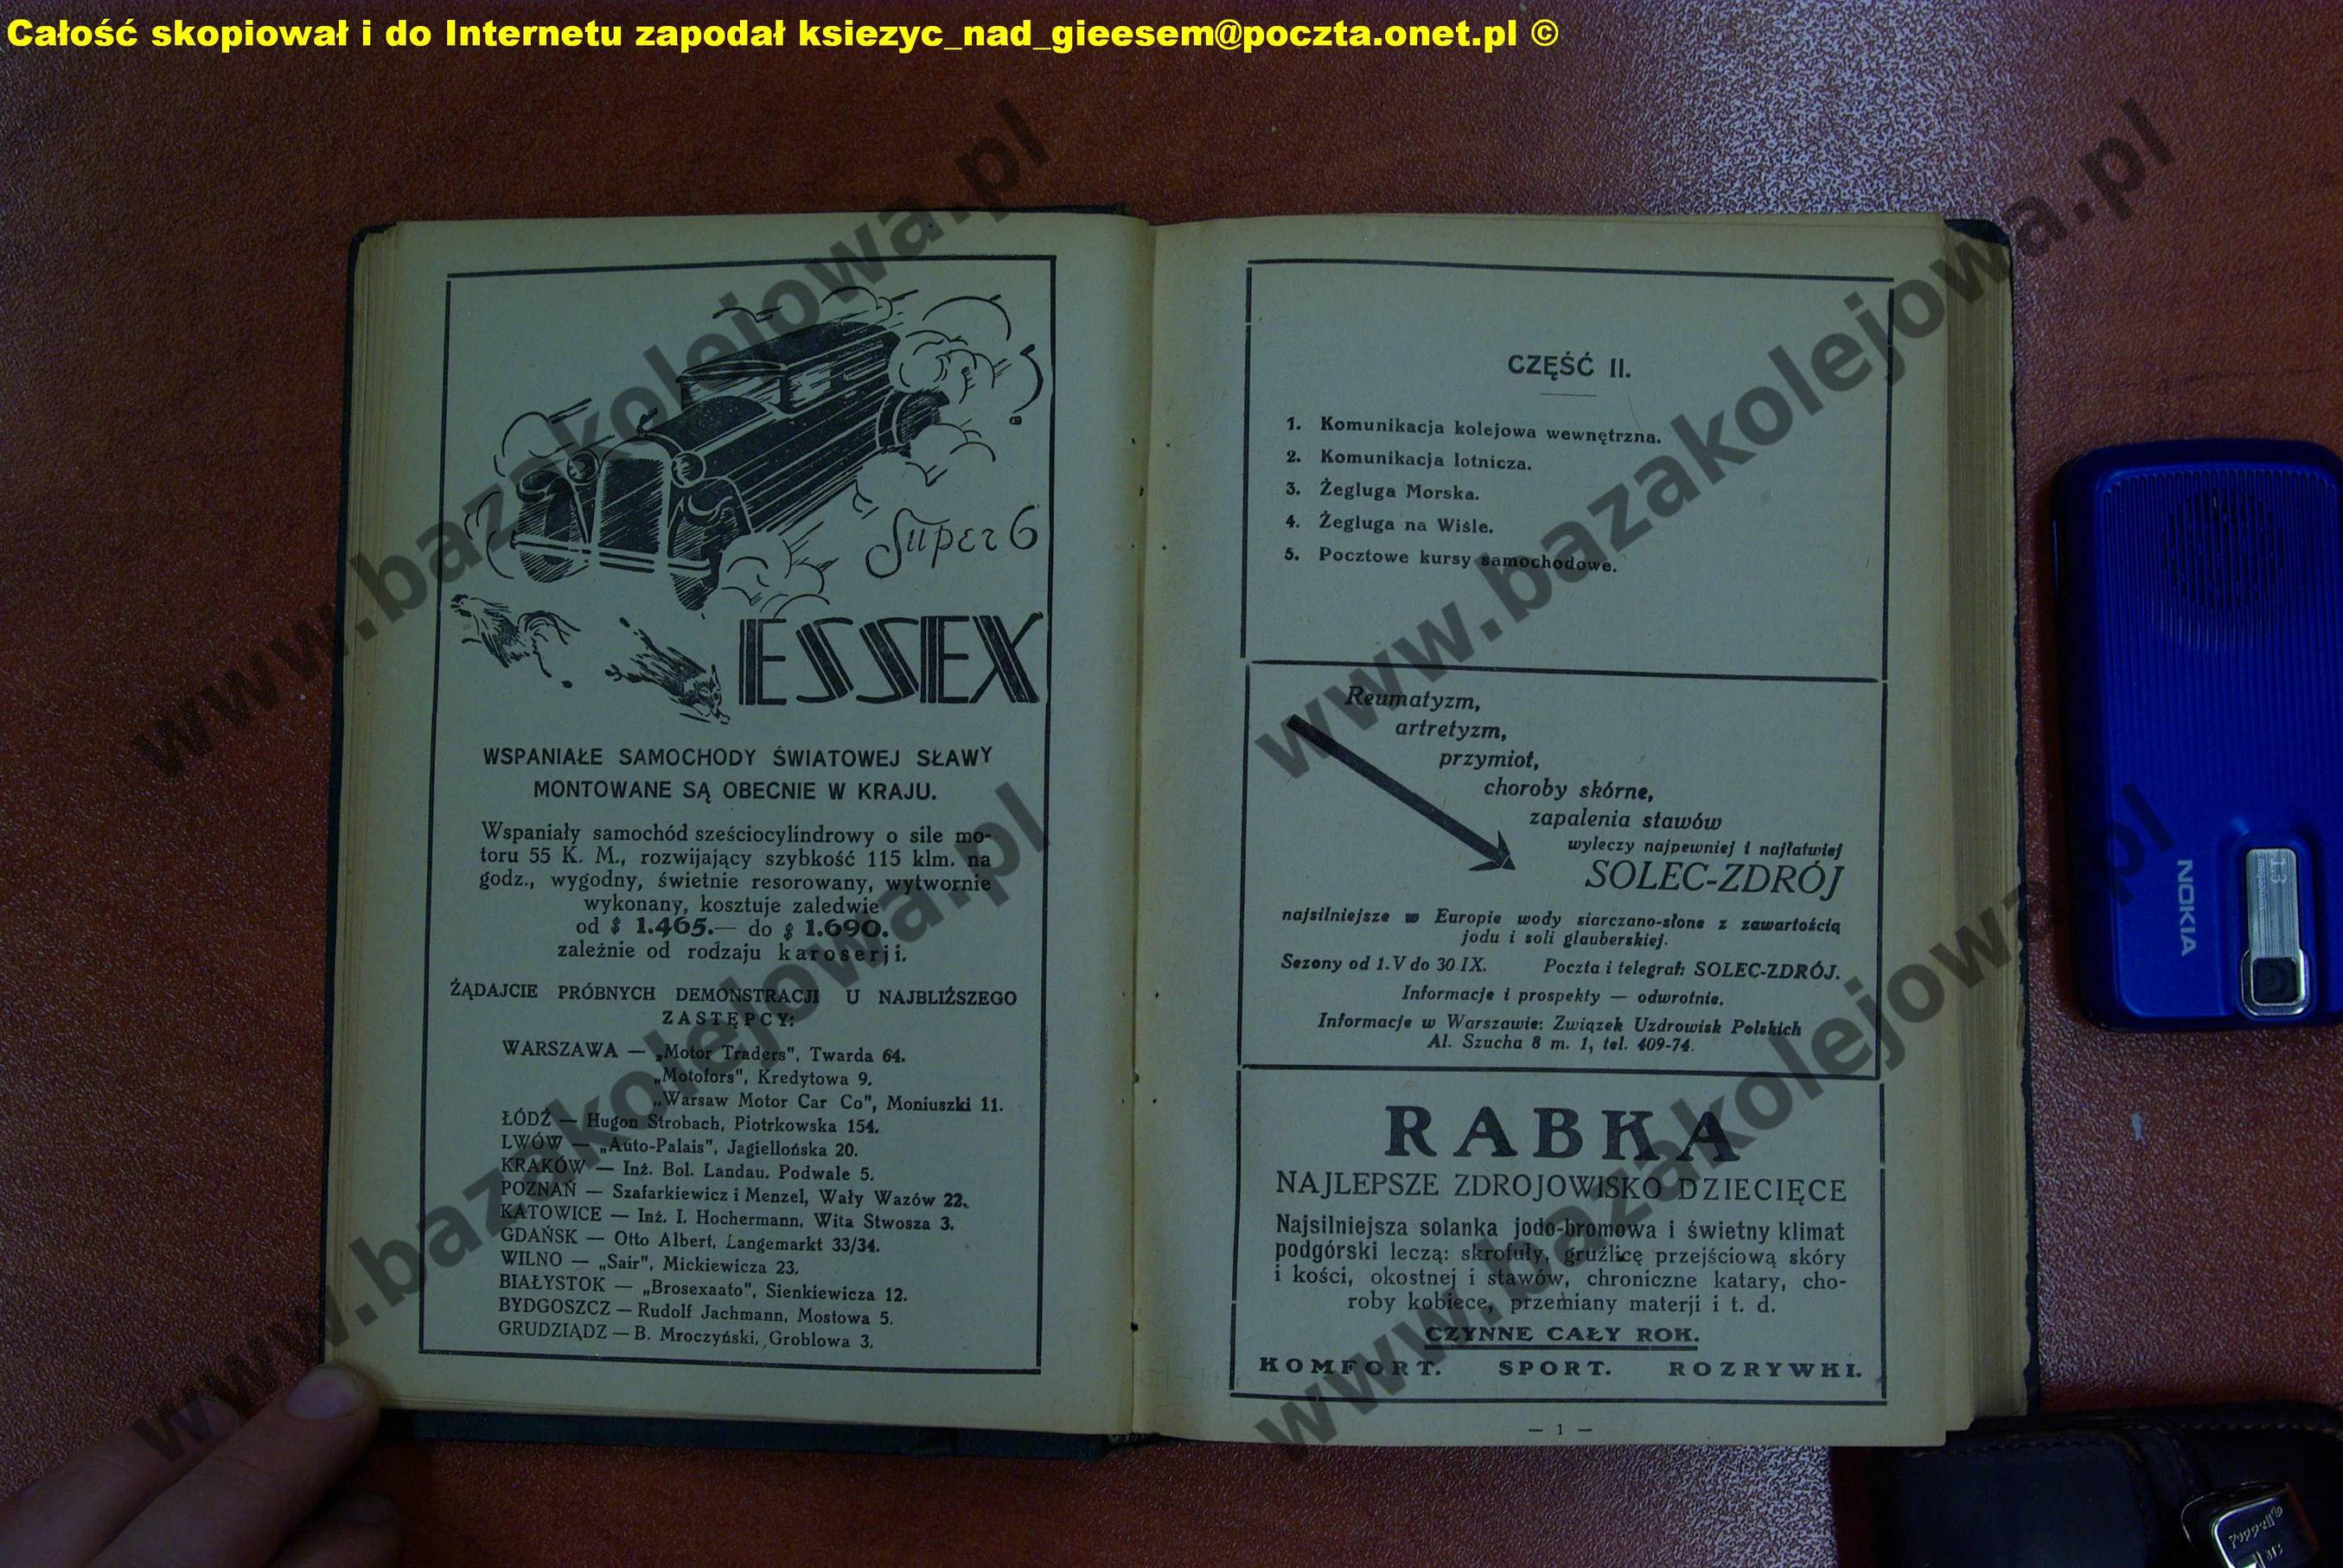 Całość skopiował i do Internetu zapodał ksiezyc_nad_gieesem@poczta.onet.pl ©
Super 6
ESSEX
WSPANIAŁE SAMOCHODY ŚWIATOWEJ SŁAWY
MONTOWANE SĄ OBECNIE W KRAJU.
Wspaniały samochód sześciocylindrowy o sile mo-
toru 55 K. M., rozwijający szybkość 115 klm. na
godz., wygodny, świetnie resorowany, wytwornie
wykonany, kosztuje zaledwie
od $ 1.465.— do $ 1.690.
zależnie od rodzaju karoserji.
ŻĄDAJCIE PRÓBNYCH DEMONSTRACJI U NAJBLIŻSZEGO
ZASTĘPCY:
WARSZAWA — „Motor Traders", Twarda 64.
„Motofors", Kredytowa 9.
„Warsaw Motor Car Co", Moniuszki 11.
ŁÓDŹ — Hugon Strobach, Piotrkowska 154.
LWÓW — „Auto-Palais", Jagiellońska 20.
KRAKÓW — Inż. Bol. Landau. Podwale 5.
POZNAŃ — Szafarkiewicz i Menzel, Wały Wazów 22.
KATOWICE — Inż. I. Hochermann, Wita Stwosza 3.
GDAŃSK — Otto Albert, Langemarkt 33/34.
WILNO — „Sair", Mickiewicza 23.
BIAŁYSTOK — „Brosexaato", Sienkiewicza 12.
BYDGOSZCZ — Rudolf Jachmann, Mostowa 5.
GRUDZIĄDZ — B. Mroczyński, Groblowa 3.
CZĘŚĆ II.
1. Komunikacja kolejowa wewnętrzna.
2. Komunikacja lotnicza.
3. Żegluga Morska.
4. Żegluga na Wiśle.
5. Pocztowe kursy samochodowe.
Reumatyzm,
artretyzm,
przymiot,
choroby skórne,
zapalenia stawów
wyleczy najpewniej i najłatwiej
SOLEC-ZDRÓJ
najsilniejsze w Europie wody siarczano-słone z zawartością
jodu i soli glauberskiej.
Sezony od 1. V do 30 IX. Poczta i telegraf: SOLEC-ZDRÓJ.
Informacje i prospekty — odwrotnie.
Informacje w Warszawie: Związek Uzdrowisk Polskich
Al. Szucha 8 m. 1, tel. 409-74.
RABKA
NAJLEPSZE ZDROJOWISKO DZIECIĘCE
Najsilniejsza solanka jodo-bromowa i świetny klimat
podgórski leczą: skrofuły, gruźlicę przejściową skóry
i kości, okostnej i stawów, chroniczne katary, cho-
roby kobiece, przemiany materji i t. d.
CZYNNE CAŁY ROK.
KOMFORT. SPORT. ROZRYWKI.
— 1 —
NOKIA
www.bazakolejowa.pl
www.bazakolejowa.pl
www.bazakolejowa.pl
www.bazakolejowa.pl